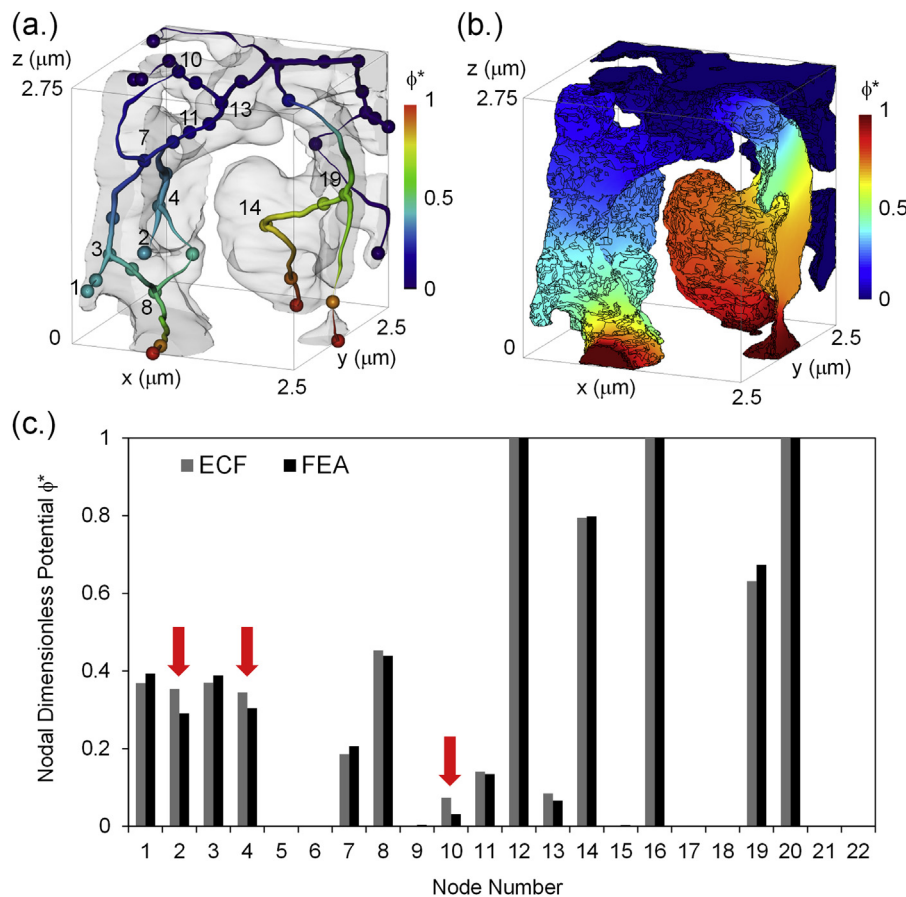 (a.)
z (μm)
2.75
0
x (μm)
2.5
y (μm)
2.5
10
13
11
7
4
19
14
2
3
1
8
ϕ*
1
0.5
0
(b.)
z (μm)
2.75
0
x (μm)
2.5
y (μm)
2.5
ϕ*
1
0.5
0
(c.)
Nodal Dimensionless Potential ϕ*
1
0.8
0.6
0.4
0.2
0
ECF FEA
1 2 3 4 5 6 7 8 9 10 11 12 13 14 15 16 17 18 19 20 21 22
Node Number